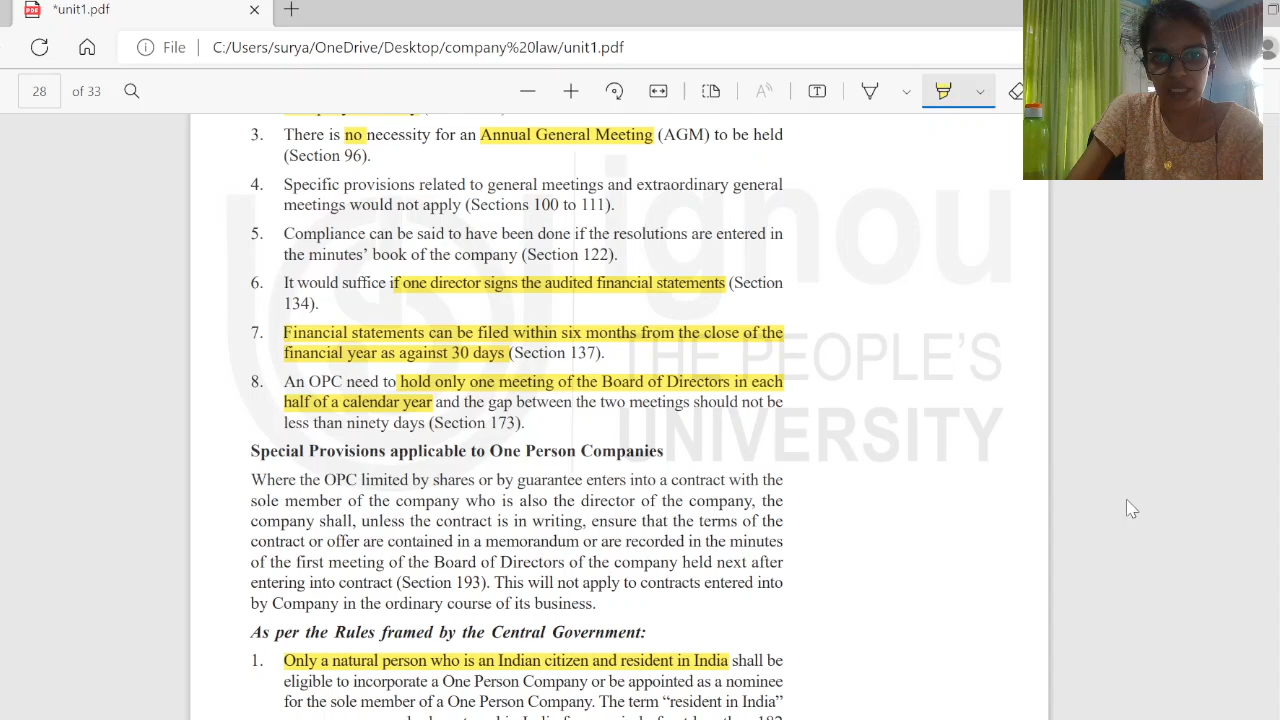 *unit1.pdf
File
C:/Users/surya/OneDrive/Desktop/company%20law/unit1.pdf
28 of 33
3. There is no necessity for an Annual General Meeting (AGM) to be held
(Section 96).
4. Specific provisions related to general meetings and extraordinary general
meetings would not apply (Sections 100 to 111).
5. Compliance can be said to have been done if the resolutions are entered in
the minutes' book of the company (Section 122).
6. It would suffice if one director signs the audited financial statements (Section
134).
7. Financial statements can be filed within six months from the close of the
financial year as against 30 days (Section 137).
8. An OPC need to hold only one meeting of the Board of Directors in each
half of a calendar year and the gap between the two meetings should not be
less than ninety days (Section 173).
Special Provisions applicable to One Person Companies
Where the OPC limited by shares or by guarantee enters into a contract with the
sole member of the company who is also the director of the company, the
company shall, unless the contract is in writing, ensure that the terms of the
contract or offer are contained in a memorandum or are recorded in the minutes
of the first meeting of the Board of Directors of the company held next after
entering into contract (Section 193). This will not apply to contracts entered into
by Company in the ordinary course of its business.
As per the Rules framed by the Central Government:
1. Only a natural person who is an Indian citizen and resident in India shall be
eligible to incorporate a One Person Company or be appointed as a nominee
for the sole member of a One Person Company. The term "resident in India"
ignou
THE PEOPLE'S
UNIVERSITY